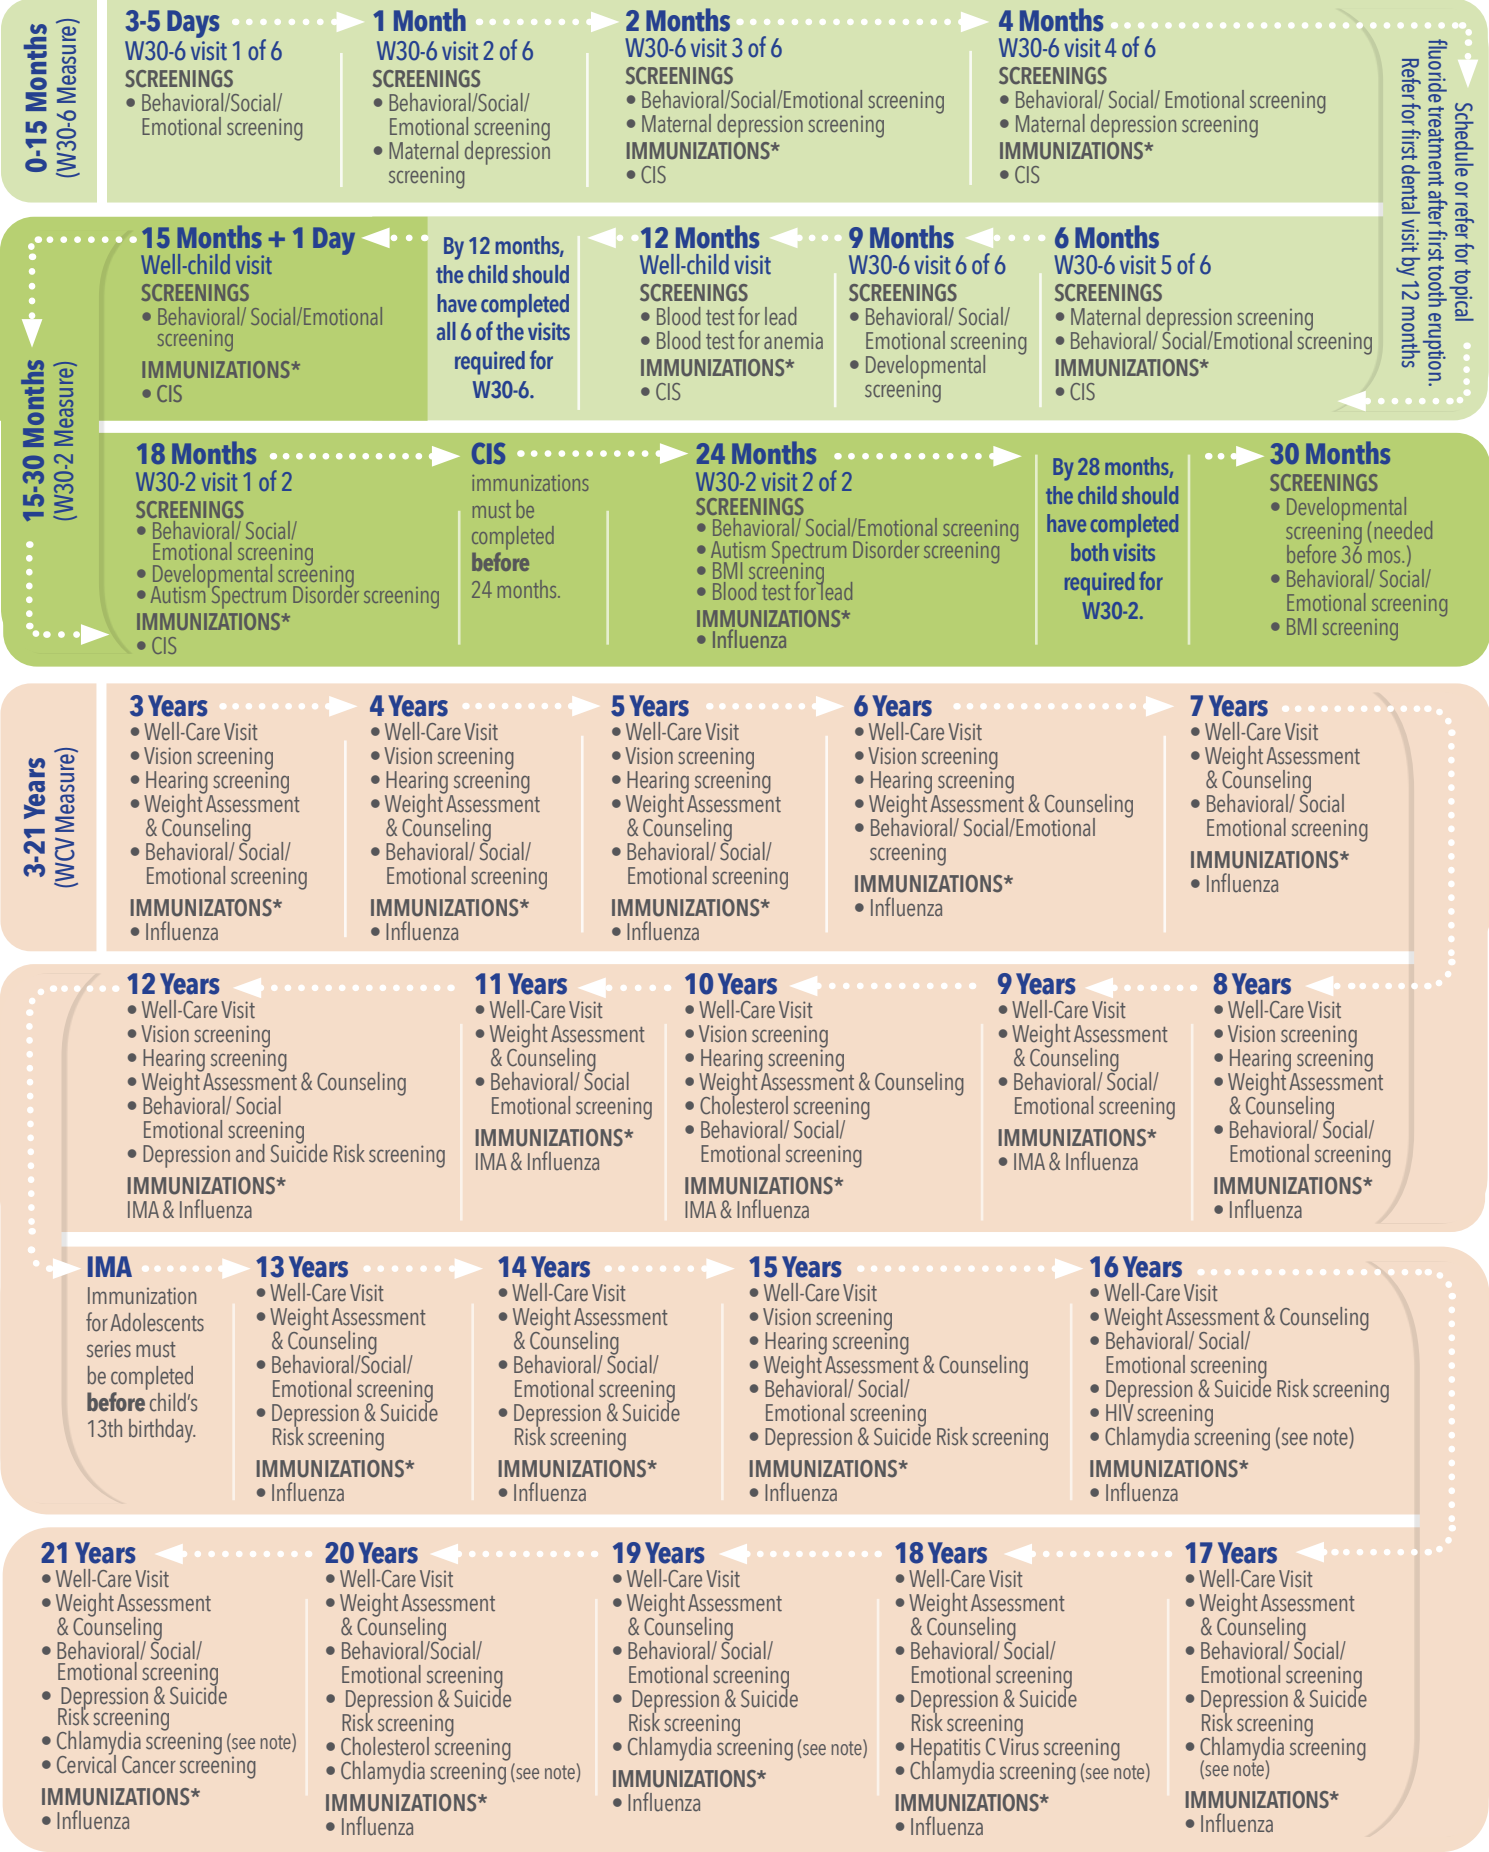 0-15 Months
(W30-6 Measure)
3-5 Days
W30-6 visit 1 of 6
SCREENINGS
• Behavioral/Social/
Emotional screening
1 Month
W30-6 visit 2 of 6
SCREENINGS
• Behavioral/Social/
Emotional screening
• Maternal depression
screening
2 Months
W30-6 visit 3 of 6
SCREENINGS
• Behavioral/Social/Emotional screening
• Maternal depression screening
IMMUNIZATIONS*
• CIS
4 Months
W30-6 visit 4 of 6
SCREENINGS
• Behavioral/ Social/ Emotional screening
• Maternal depression screening
IMMUNIZATIONS*
• CIS
Schedule or refer for topical
fluoride treatment after first tooth eruption.
Refer for first dental visit by 12 months
6 Months
W30-6 visit 5 of 6
SCREENINGS
• Maternal depression screening
• Behavioral/ Social/Emotional screening
IMMUNIZATIONS*
• CIS
9 Months
W30-6 visit 6 of 6
SCREENINGS
• Behavioral/ Social/
Emotional screening
• Developmental
screening
12 Months
Well-child visit
SCREENINGS
• Blood test for lead
• Blood test for anemia
IMMUNIZATIONS*
• CIS
By 12 months,
the child should
have completed
all 6 of the visits
required for
W30-6.
15 Months + 1 Day
Well-child visit
SCREENINGS
• Behavioral/ Social/Emotional
screening
IMMUNIZATIONS*
• CIS
15-30 Months
(W30-2 Measure)
18 Months
W30-2 visit 1 of 2
SCREENINGS
• Behavioral/ Social/
Emotional screening
• Developmental screening
• Autism Spectrum Disorder screening
IMMUNIZATIONS*
• CIS
CIS
immunizations
must be
completed
before
24 months.
24 Months
W30-2 visit 2 of 2
SCREENINGS
• Behavioral/ Social/Emotional screening
• Autism Spectrum Disorder screening
• BMI screening
• Blood test for lead
IMMUNIZATIONS*
• Influenza
By 28 months,
the child should
have completed
both visits
required for
W30-2.
30 Months
SCREENINGS
• Developmental
screening (needed
before 36 mos.)
• Behavioral/ Social/
Emotional screening
• BMI screening
3-21 Years
(WCV Measure)
3 Years
• Well-Care Visit
• Vision screening
• Hearing screening
• Weight Assessment
& Counseling
• Behavioral/ Social/
Emotional screening
IMMUNIZATONS*
• Influenza
4 Years
• Well-Care Visit
• Vision screening
• Hearing screening
• Weight Assessment
& Counseling
• Behavioral/ Social/
Emotional screening
IMMUNIZATIONS*
• Influenza
5 Years
• Well-Care Visit
• Vision screening
• Hearing screening
• Weight Assessment
& Counseling
• Behavioral/ Social/
Emotional screening
IMMUNIZATIONS*
• Influenza
6 Years
• Well-Care Visit
• Vision screening
• Hearing screening
• Weight Assessment & Counseling
• Behavioral/ Social/Emotional
screening
IMMUNIZATIONS*
• Influenza
7 Years
• Well-Care Visit
• Weight Assessment
& Counseling
• Behavioral/ Social
Emotional screening
IMMUNIZATIONS*
• Influenza
8 Years
• Well-Care Visit
• Vision screening
• Hearing screening
• Weight Assessment
& Counseling
• Behavioral/ Social/
Emotional screening
IMMUNIZATIONS*
• Influenza
9 Years
• Well-Care Visit
• Weight Assessment
& Counseling
• Behavioral/ Social/
Emotional screening
IMMUNIZATIONS*
• IMA & Influenza
10 Years
• Well-Care Visit
• Vision screening
• Hearing screening
• Weight Assessment & Counseling
• Cholesterol screening
• Behavioral/ Social/
Emotional screening
IMMUNIZATIONS*
IMA & Influenza
11 Years
• Well-Care Visit
• Weight Assessment
& Counseling
• Behavioral/ Social
Emotional screening
IMMUNIZATIONS*
IMA & Influenza
12 Years
• Well-Care Visit
• Vision screening
• Hearing screening
• Weight Assessment & Counseling
• Behavioral/ Social
Emotional screening
• Depression and Suicide Risk screening
IMMUNIZATIONS*
IMA & Influenza
IMA
Immunization
for Adolescents
series must
be completed
before child's
13th birthday.
13 Years
• Well-Care Visit
• Weight Assessment
& Counseling
• Behavioral/Social/
Emotional screening
• Depression & Suicide
Risk screening
IMMUNIZATIONS*
• Influenza
14 Years
• Well-Care Visit
• Weight Assessment
& Counseling
• Behavioral/ Social/
Emotional screening
• Depression & Suicide
Risk screening
IMMUNIZATIONS*
• Influenza
15 Years
• Well-Care Visit
• Vision screening
• Hearing screening
• Weight Assessment & Counseling
• Behavioral/ Social/
Emotional screening
• Depression & Suicide Risk screening
IMMUNIZATIONS*
• Influenza
16 Years
• Well-Care Visit
• Weight Assessment & Counseling
• Behavioral/ Social/
Emotional screening
• Depression & Suicide Risk screening
• HIV screening
• Chlamydia screening (see note)
IMMUNIZATIONS*
• Influenza
17 Years
• Well-Care Visit
• Weight Assessment
& Counseling
• Behavioral/ Social/
Emotional screening
• Depression & Suicide
Risk screening
• Chlamydia screening
(see note)
IMMUNIZATIONS*
• Influenza
18 Years
• Well-Care Visit
• Weight Assessment
& Counseling
• Behavioral/ Social/
Emotional screening
• Depression & Suicide
Risk screening
• Hepatitis C Virus screening
• Chlamydia screening (see note)
IMMUNIZATIONS*
• Influenza
19 Years
• Well-Care Visit
• Weight Assessment
& Counseling
• Behavioral/ Social/
Emotional screening
• Depression & Suicide
Risk screening
• Chlamydia screening (see note)
IMMUNIZATIONS*
• Influenza
20 Years
• Well-Care Visit
• Weight Assessment
& Counseling
• Behavioral/Social/
Emotional screening
• Depression & Suicide
Risk screening
• Cholesterol screening
• Chlamydia screening (see note)
IMMUNIZATIONS*
• Influenza
21 Years
• Well-Care Visit
• Weight Assessment
& Counseling
• Behavioral/ Social/
Emotional screening
• Depression & Suicide
Risk screening
• Chlamydia screening (see note)
• Cervical Cancer screening
IMMUNIZATIONS*
• Influenza